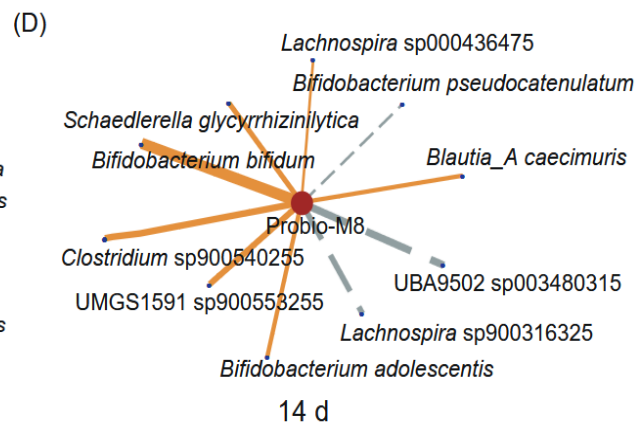 (D)
Lachnospira sp000436475
Bifidobacterium pseudocatenulatum
Schaedlerella glycyrrhizinilytica
Bifidobacterium bifidum
Blautia_A caecimuris
a
s
Probio-M8
Clostridium sp900540255
UBA9502 sp003480315
UMGS1591 sp900553255
s
Lachnospira sp900316325
Bifidobacterium adolescentis
14 d